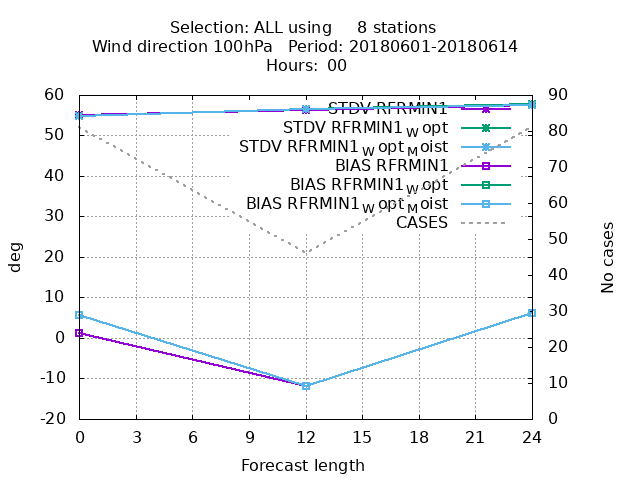 Selection: ALL using     8 stations
Wind direction 100hPa   Period: 20180601-20180614
Hours:  00
60
50
40
30
20
10
0
-10
-20
deg
90
80
70
60
50
40
30
20
10
0
No cases
STDV RFRMIN1
STDV RFRMIN1_W opt
STDV RFRMIN1_W opt_M oist
BIAS RFRMIN1
BIAS RFRMIN1_W opt
BIAS RFRMIN1_W opt_M oist
CASES
0 3 6 9 12 15 18 21 24
Forecast length